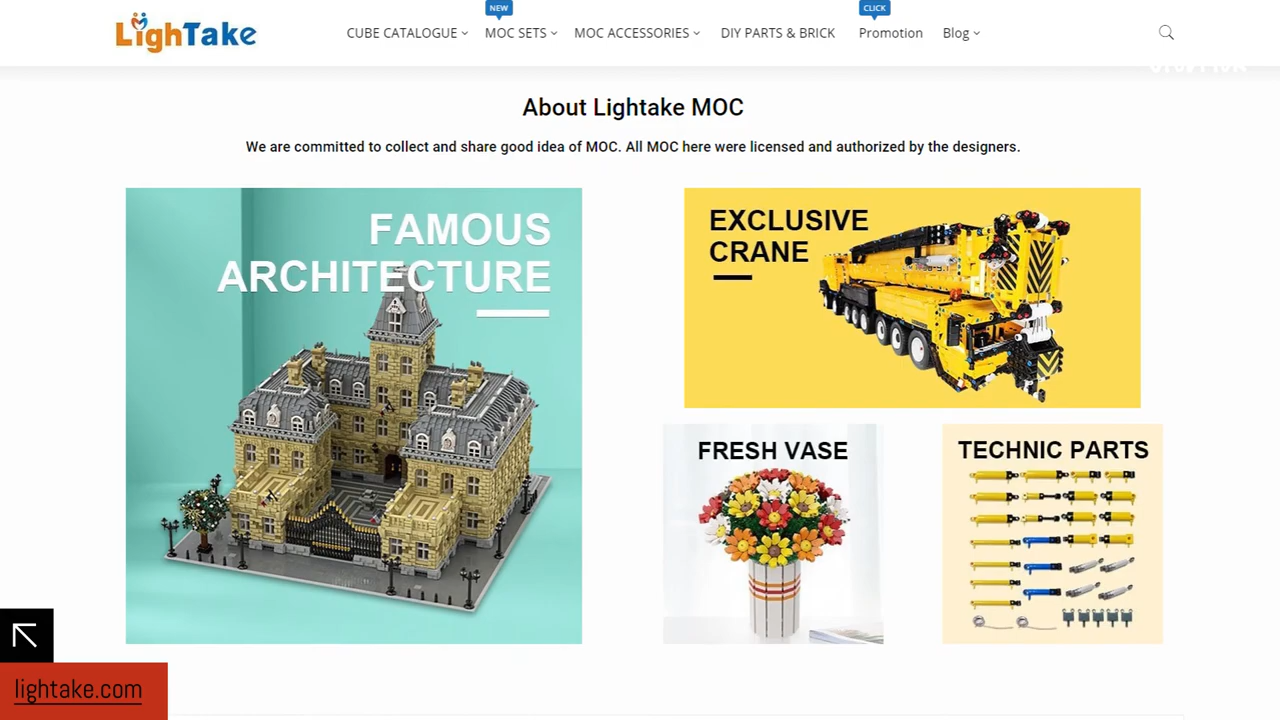 LighTake
NEW
CLICK
CUBE CATALOGUE
MOC SETS
MOC ACCESSORIES
DIY PARTS & BRICK
Promotion
Blog
About Lightake MOC
We are committed to collect and share good idea of MOC. All MOC here were licensed and authorized by the designers.
FAMOUS
ARCHITECTURE
EXCLUSIVE
CRANE
FRESH VASE
TECHNIC PARTS
lightake.com